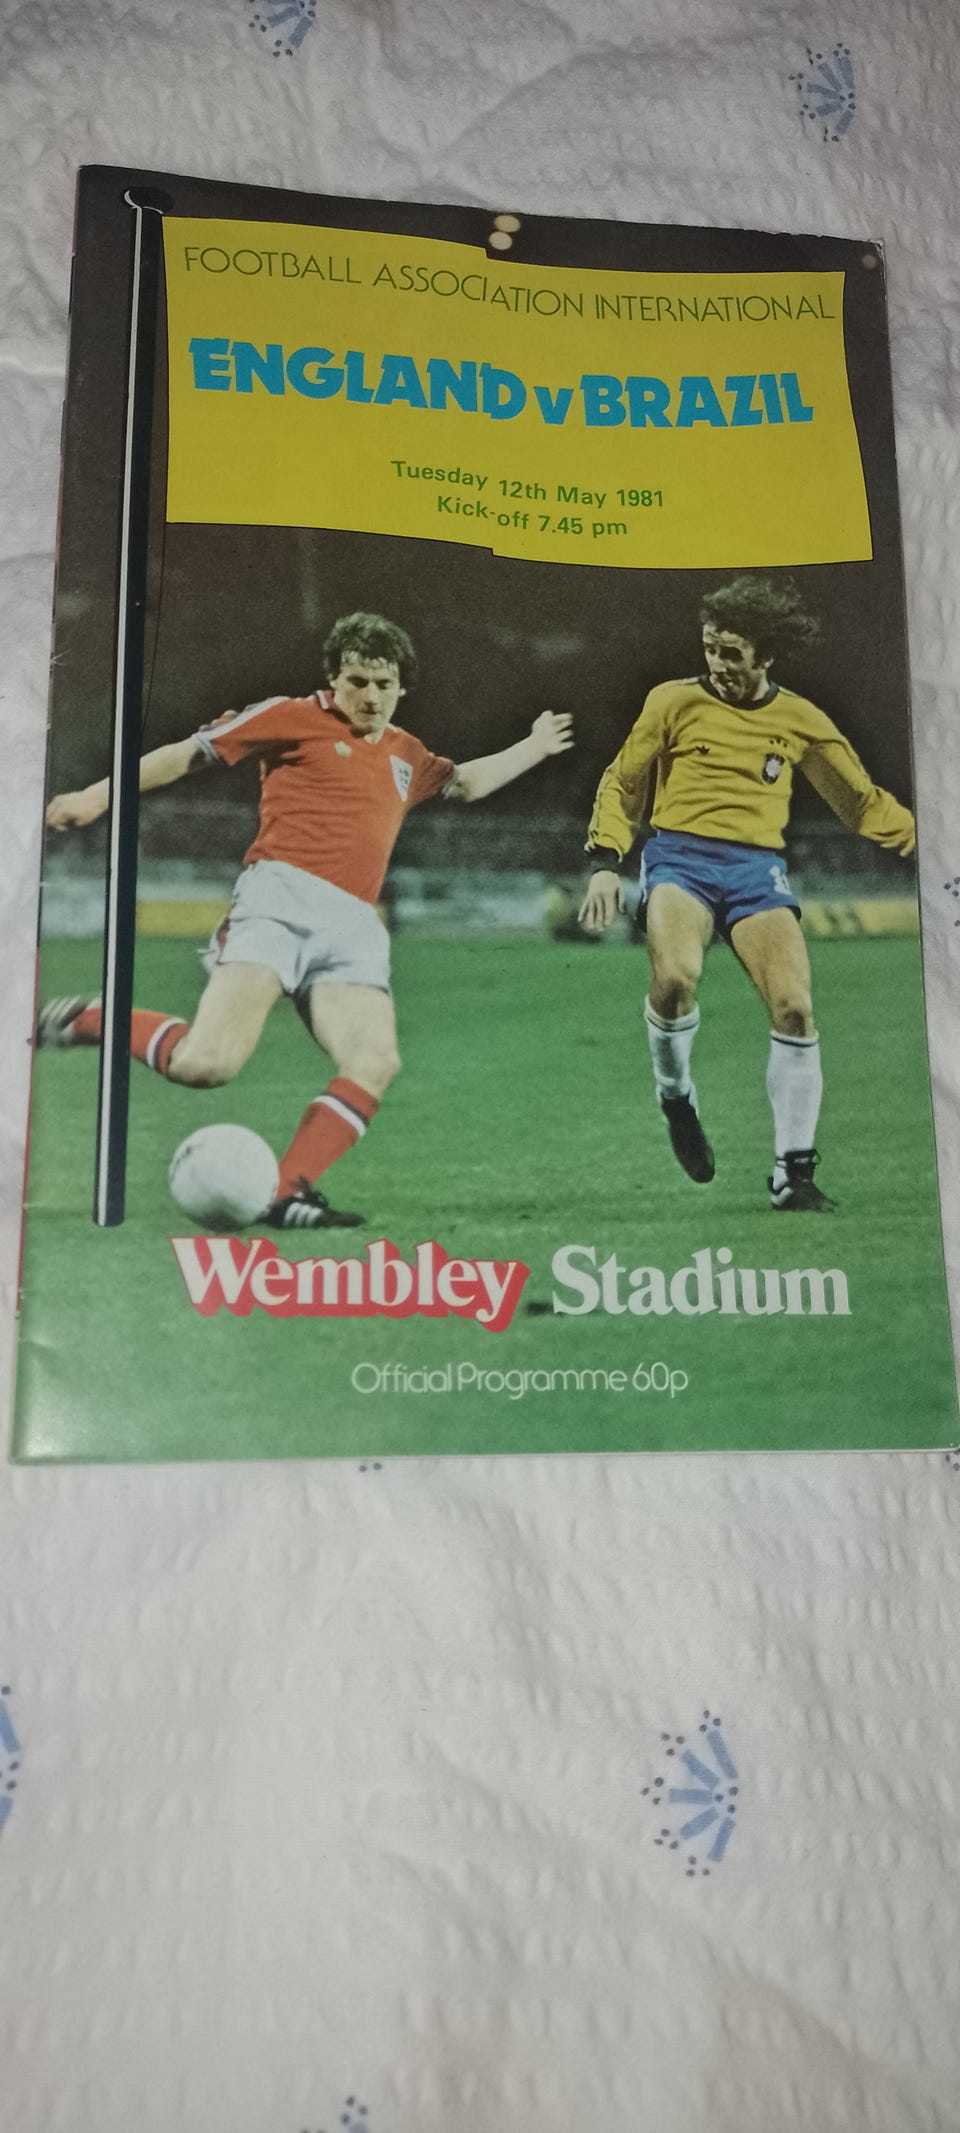 FOOTBALL ASSOCIATION INTERNATIONAL
ENGLAND v BRAZIL
Tuesday 12th May 1981
Kick-off 7.45 pm
Wembley Stadium
Official Programme 60p